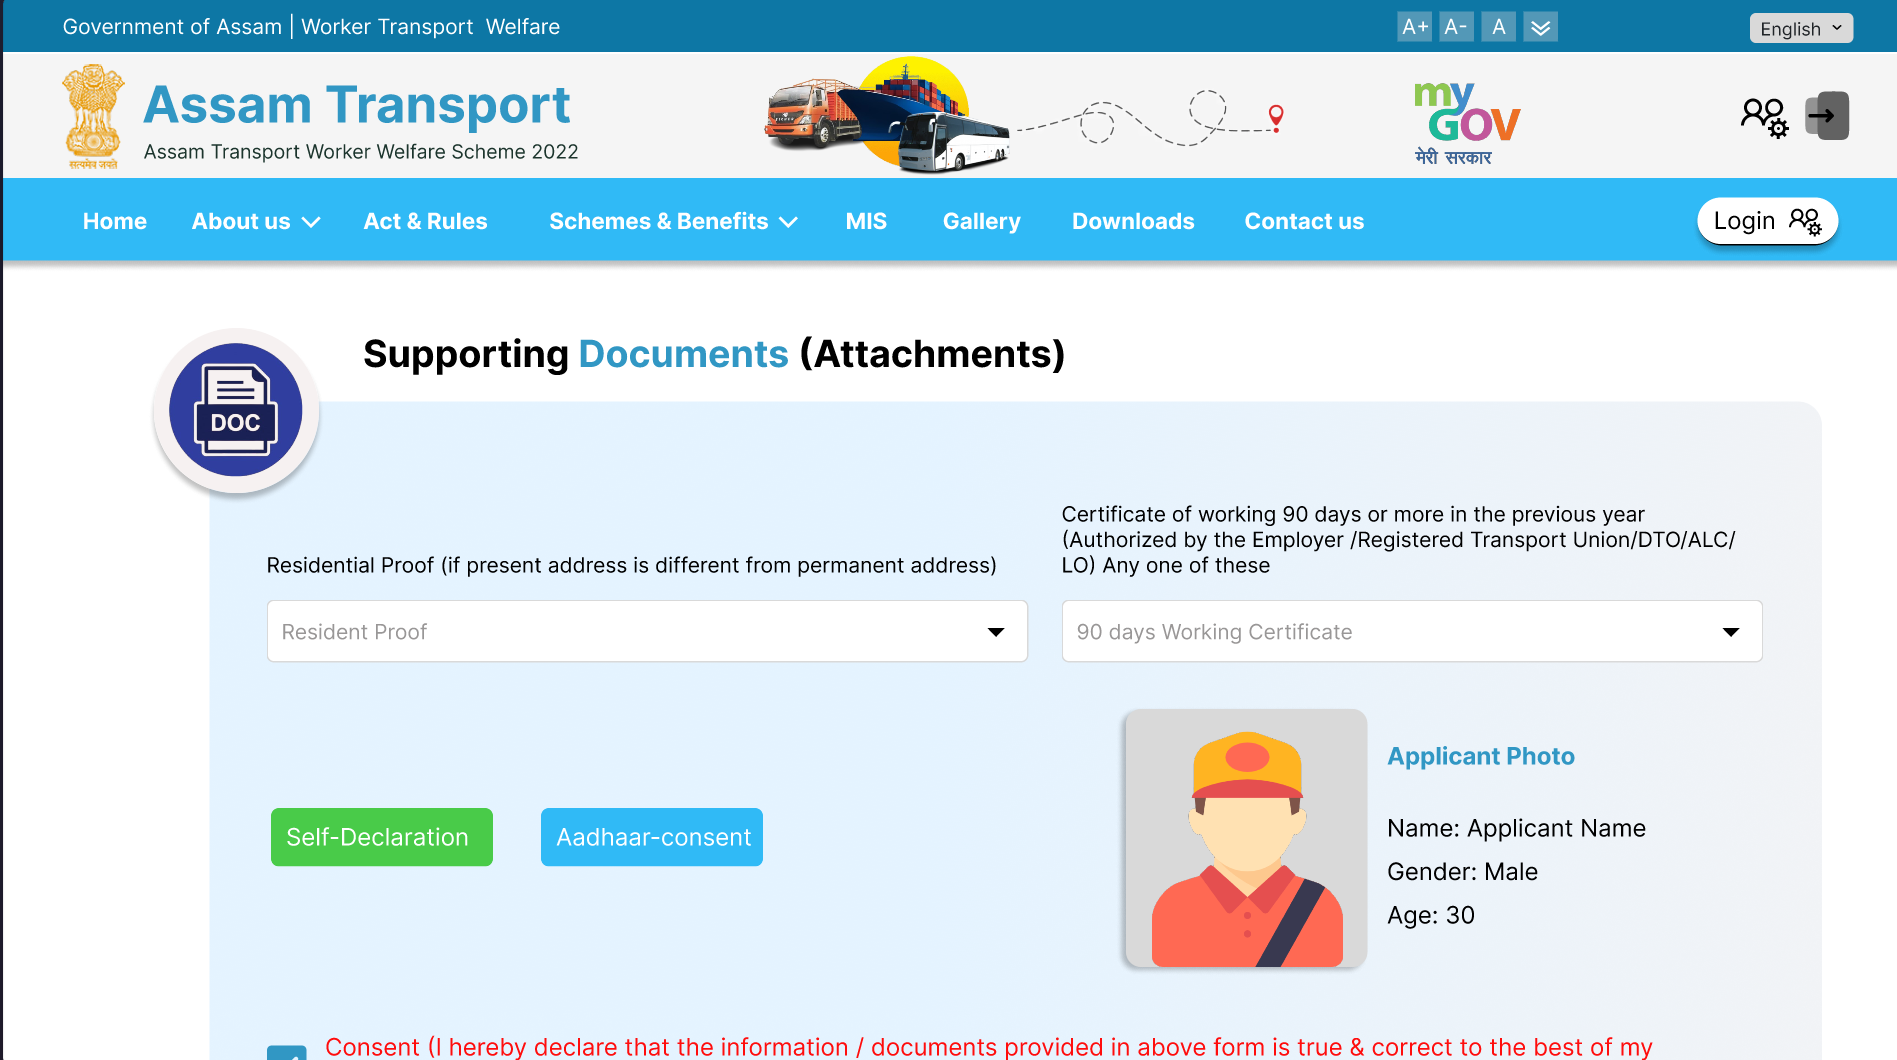 Government of Assam | Worker Transport Welfare
A+ A- A
English
Assam Transport
Assam Transport Worker Welfare Scheme 2022
सत्यमेव जयते
my
GOV
मेरी सरकार
Home About us Act & Rules Schemes & Benefits MIS Gallery Downloads Contact us Login
Supporting Documents (Attachments)
DOC
Residential Proof (if present address is different from permanent address)
Resident Proof
Certificate of working 90 days or more in the previous year
(Authorized by the Employer /Registered Transport Union/DTO/ALC/
LO) Any one of these
90 days Working Certificate
Self-Declaration Aadhaar-consent
Applicant Photo
Name: Applicant Name
Gender: Male
Age: 30
Consent (I hereby declare that the information / documents provided in above form is true & correct to the best of my